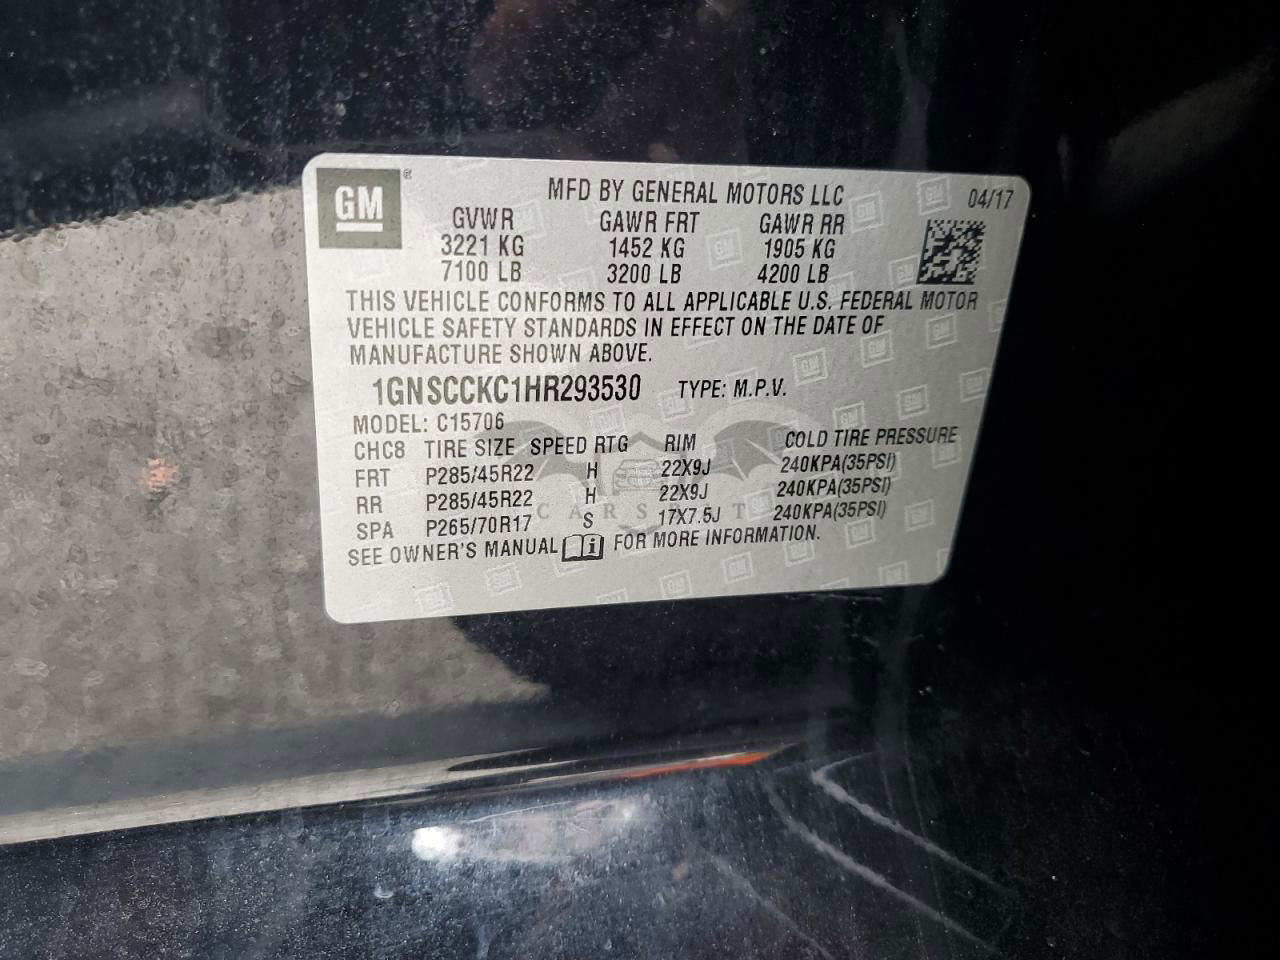 GM ®
MFD BY GENERAL MOTORS LLC 04/17
GVWR GAWR FRT GAWR RR
3221 KG 1452 KG 1905 KG
7100 LB 3200 LB 4200 LB
THIS VEHICLE CONFORMS TO ALL APPLICABLE U.S. FEDERAL MOTOR
VEHICLE SAFETY STANDARDS IN EFFECT ON THE DATE OF
MANUFACTURE SHOWN ABOVE.
1GNSCCKC1HR293530 TYPE: M.P.V.
MODEL: C15706
CHC8 TIRE SIZE SPEED RTG RIM COLD TIRE PRESSURE
FRT P285/45R22 H 22X9J 240KPA(35PSI)
RR P285/45R22 H 22X9J 240KPA(35PSI)
SPA P265/70R17 S 17X7.5J 240KPA(35PSI)
SEE OWNER'S MANUAL i FOR MORE INFORMATION.